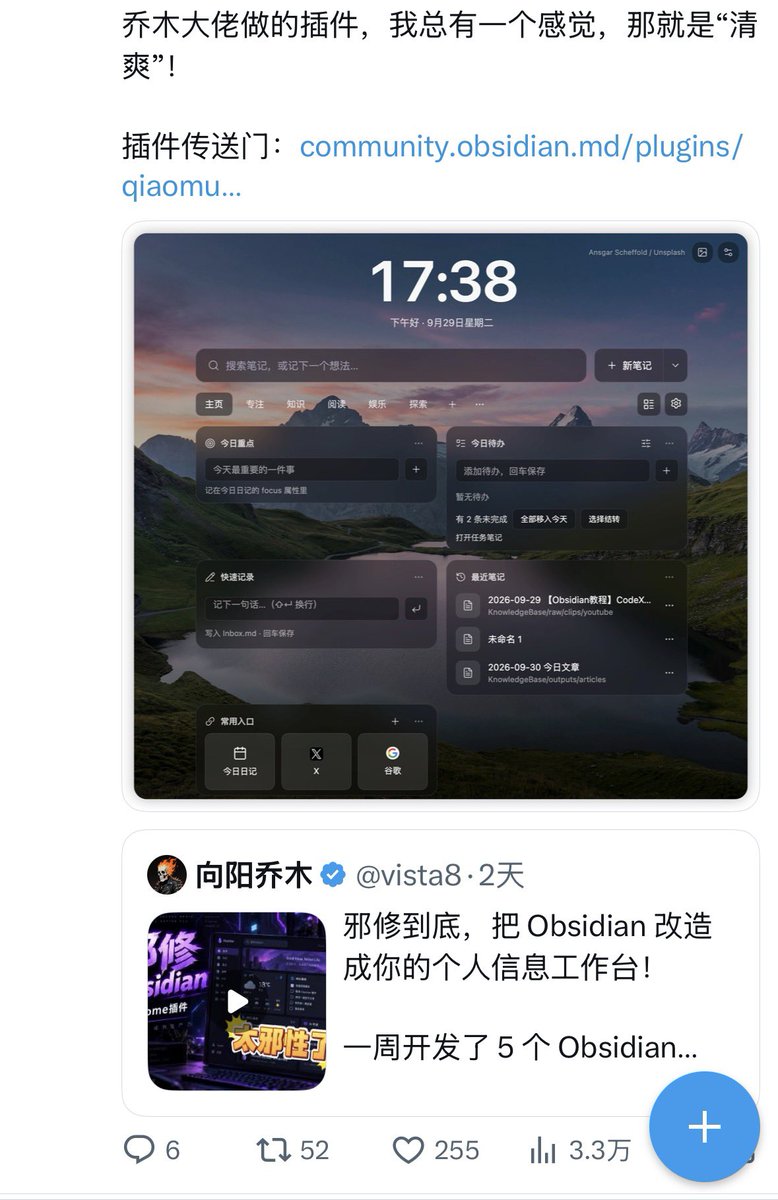 乔木大佬做的插件，我总有一个感觉，那就是“清
爽”！
插件传送门：community.obsidian.md/plugins/
qiaomu…
Ansgar Scheffold / Unsplash
17:38
下午好 · 9月29日星期二
搜索笔记，或记下一个想法...
+ 新笔记
主页 专注 知识 阅读 娱乐 探索 + ···
今日重点 ···
今天最重要的一件事 +
记在今日日记的 focus 属性里
今日待办 ···
添加待办，回车保存 +
暂无待办
有 2 条未完成 全部移入今天 选择结转
打开任务笔记
快速记录 ···
记下一句话... (⇧↵ 换行) ↵
写入 Inbox.md · 回车保存
最近笔记 ···
2026-09-29 【Obsidian教程】CodeX... ···
KnowledgeBase/raw/clips/youtube
未命名 1 ···
2026-09-30 今日文章 ···
KnowledgeBase/outputs/articles
常用入口 + ···
今日日记 X 谷歌
向阳乔木 @vista8 · 2天
邪修到底，把 Obsidian 改造
成你的个人信息工作台！
一周开发了 5 个 Obsidian...
邪修
sidian
ome插件
太邪性了
6 52 255 3.3万